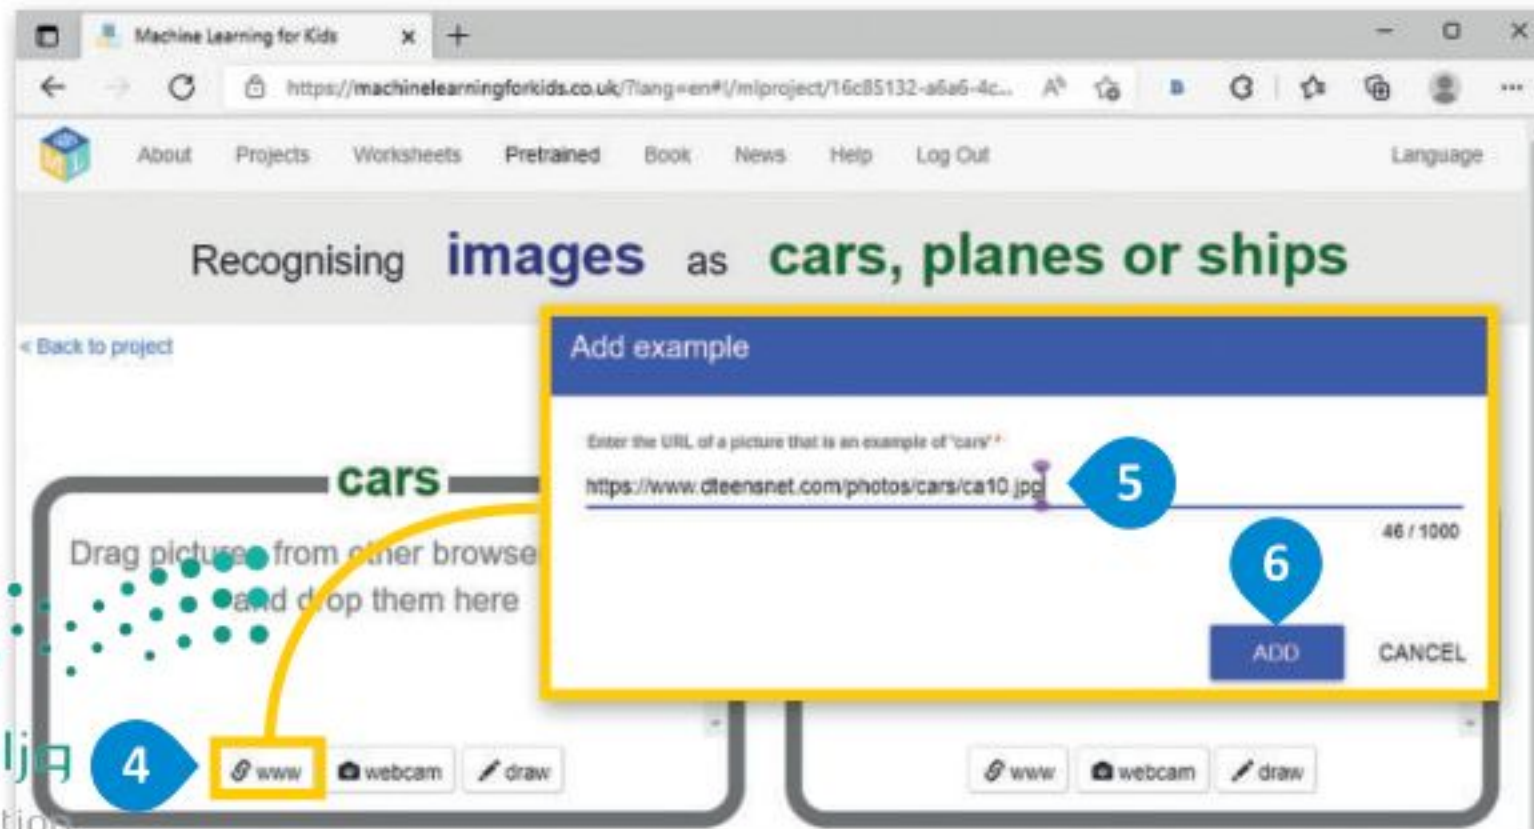 Machine Learning for Kids
https://machinelearningforkids.co.uk/?lang=en#!/mlproject/16c85132-a6a6-4c...
About Projects Worksheets Pretrained Book News Help Log Out Language
Recognising images as cars, planes or ships
< Back to project
Add example
Enter the URL of a picture that is an example of 'cars' *
https://www.dteensnet.com/photos/cars/ca10.jpg
5
46 / 1000
6
ADD CANCEL
cars
Drag pictures from other browse
and drop them here
4
www webcam draw
www webcam draw